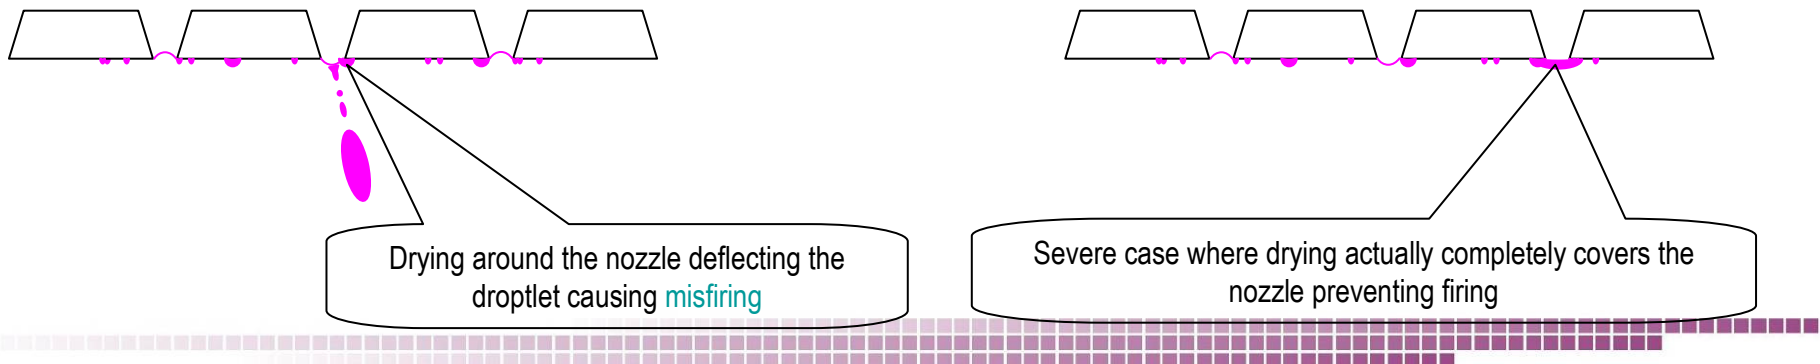 Drying around the nozzle deflecting the
droptlet causing misfiring
Severe case where drying actually completely covers the
nozzle preventing firing